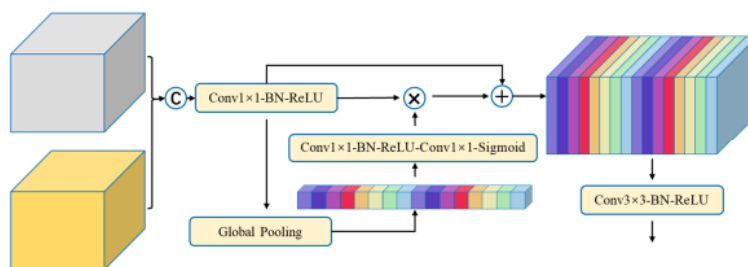 C
Conv1×1-BN-ReLU
Conv1×1-BN-ReLU-Conv1×1-Sigmoid
Global Pooling
Conv3×3-BN-ReLU